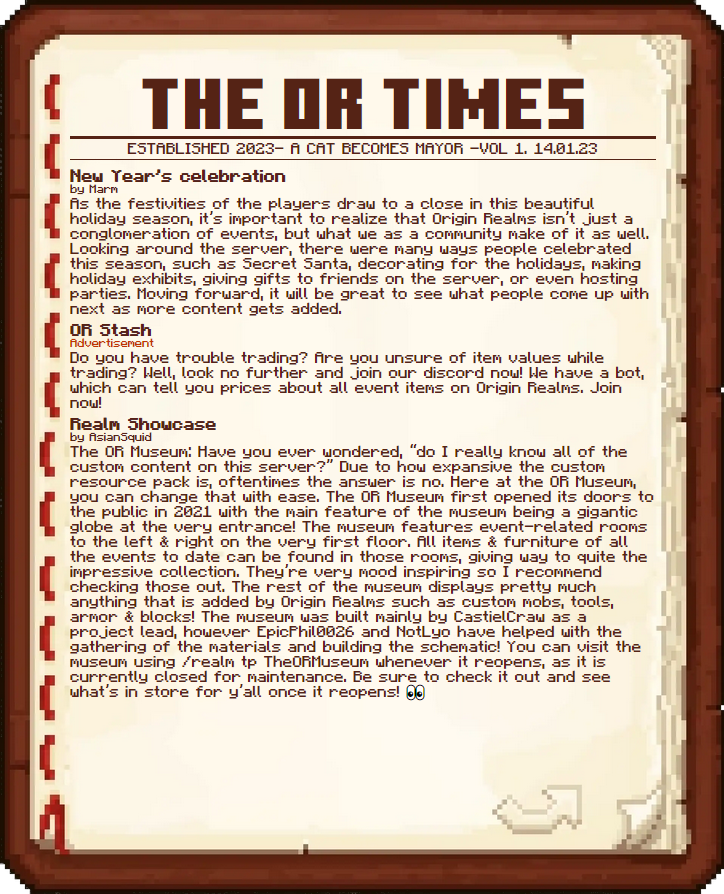 THE OR TIMES
ESTABLISHED 2023- A CAT BECOMES MAYOR -VOL 1. 14.01.23
New Year's celebration
by Marm
As the festivities of the players draw to a close in this beautiful
holiday season, it's important to realize that Origin Realms isn't just a
conglomeration of events, but what we as a community make of it as well.
Looking around the server, there were many ways people celebrated
this season, such as Secret Santa, decorating for the holidays, making
holiday exhibits, giving gifts to friends on the server, or even hosting
parties. Moving forward, it will be great to see what people come up with
next as more content gets added.
OR Stash
Advertisement
Do you have trouble trading? Are you unsure of item values while
trading? Well, look no further and join our discord now! We have a bot,
which can tell you prices about all event items on Origin Realms. Join
now!
Realm Showcase
by AsianSquid
The OR Museum: Have you ever wondered, "do I really know all of the
custom content on this server?" Due to how expansive the custom
resource pack is, oftentimes the answer is no. Here at the OR Museum,
you can change that with ease. The OR Museum first opened its doors to
the public in 2021 with the main feature of the museum being a gigantic
globe at the very entrance! The museum features event-related rooms
to the left & right on the very first floor. All items & furniture of all
the events to date can be found in those rooms, giving way to quite the
impressive collection. They're very mood inspiring so I recommend
checking those out. The rest of the museum displays pretty much
anything that is added by Origin Realms such as custom mobs, tools,
armor & blocks! The museum was built mainly by CastielCraw as a
project lead, however EpicPhil0026 and NotLyo have helped with the
gathering of the materials and building the schematic! You can visit the
museum using /realm tp TheORMuseum whenever it reopens, as it is
currently closed for maintenance. Be sure to check it out and see
what's in store for y'all once it reopens! 👀